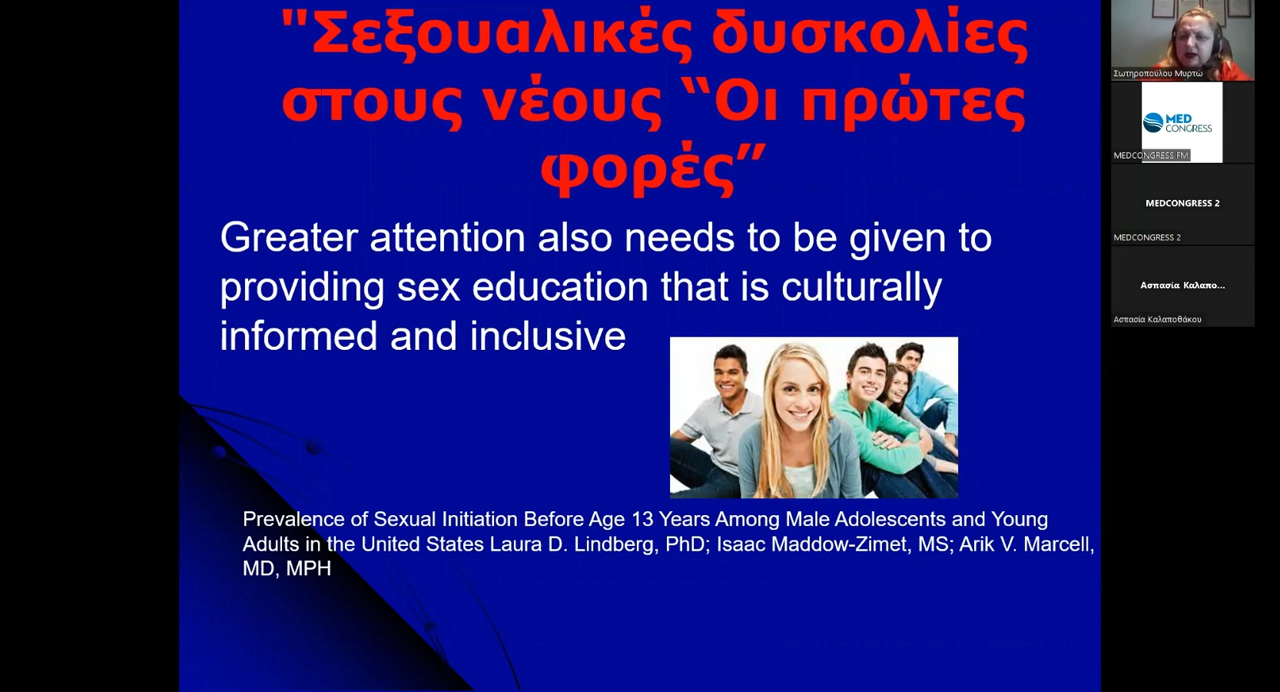 "Σεξουαλικές δυσκολίες
στους νέους “Οι πρώτες
φορές”
Greater attention also needs to be given to
providing sex education that is culturally
informed and inclusive
Prevalence of Sexual Initiation Before Age 13 Years Among Male Adolescents and Young
Adults in the United States Laura D. Lindberg, PhD; Isaac Maddow-Zimet, MS; Arik V. Marcell,
MD, MPH
Σωτηροπούλου Μυρτώ
MED
CONGRESS
MEDCONGRESS FM
MEDCONGRESS 2
MEDCONGRESS 2
Ασπασία Καλαπο...
Ασπασία Καλαποθάκου